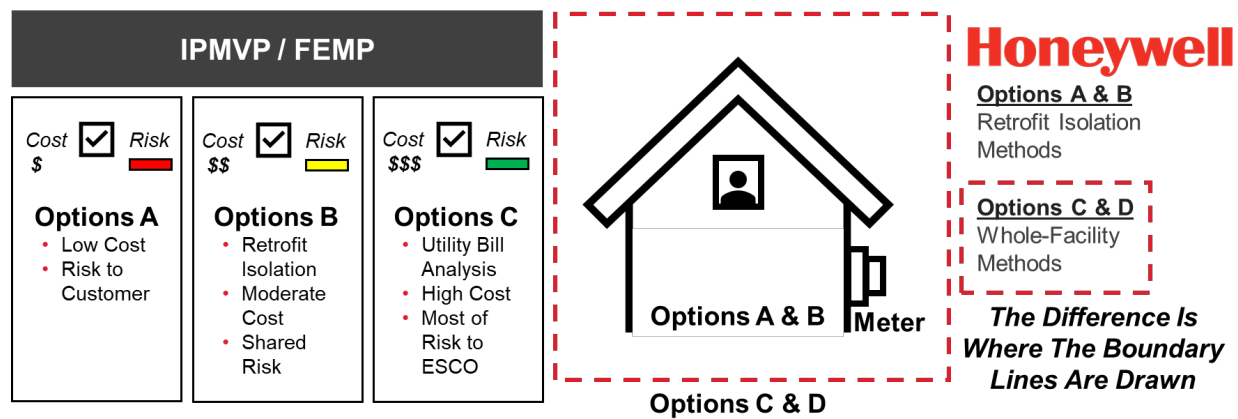 IPMVP / FEMP
Cost
$
Risk
Options A
• Low Cost
• Risk to
Customer
Cost
$$
Risk
Options B
• Retrofit
Isolation
• Moderate
Cost
• Shared
Risk
Cost
$$$
Risk
Options C
• Utility Bill
Analysis
• High Cost
• Most of
Risk to
ESCO
Options A & B
Meter
Options C & D
Honeywell
Options A & B
Retrofit Isolation
Methods
Options C & D
Whole-Facility
Methods
The Difference Is
Where The Boundary
Lines Are Drawn